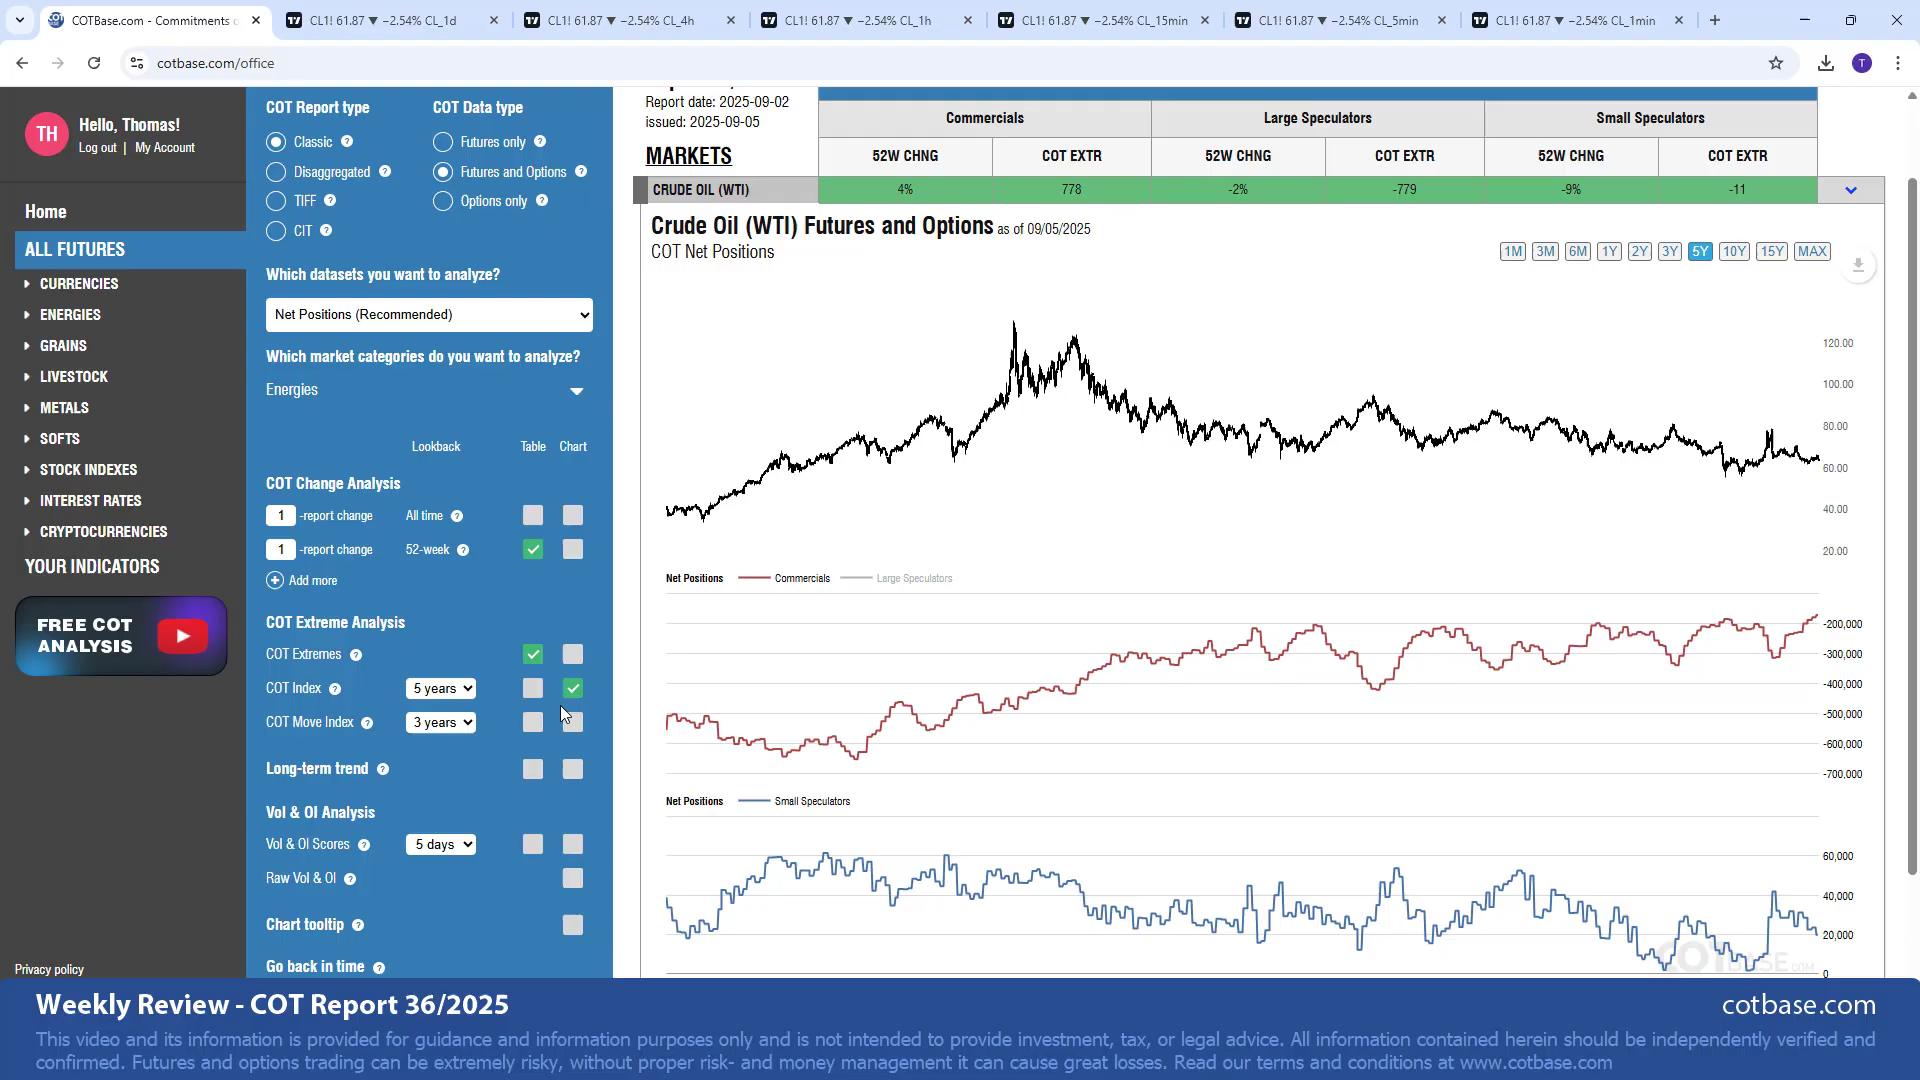 COTBase.com - Commitments o
CL1! 61.87 ▼ −2.54% CL_1d
CL1! 61.87 ▼ −2.54% CL_4h
CL1! 61.87 ▼ −2.54% CL_1h
CL1! 61.87 ▼ −2.54% CL_15min
CL1! 61.87 ▼ −2.54% CL_5min
CL1! 61.87 ▼ −2.54% CL_1min
cotbase.com/office
T
TH
Hello, Thomas!
Log out | My Account
Home
ALL FUTURES
CURRENCIES
ENERGIES
GRAINS
LIVESTOCK
METALS
SOFTS
STOCK INDEXES
INTEREST RATES
CRYPTOCURRENCIES
YOUR INDICATORS
FREE COT
ANALYSIS
Privacy policy
COT Report type
COT Data type
Classic ?
Futures only ?
Disaggregated ?
Futures and Options ?
TIFF ?
Options only ?
CIT ?
Which datasets you want to analyze?
Net Positions (Recommended)
Which market categories do you want to analyze?
Energies
Lookback Table Chart
COT Change Analysis
1 -report change All time ?
1 -report change 52-week ?
Add more
COT Extreme Analysis
COT Extremes ?
COT Index ? 5 years
COT Move Index ? 3 years
Long-term trend ?
Vol & OI Analysis
Vol & OI Scores ? 5 days
Raw Vol & OI ?
Chart tooltip ?
Go back in time ?
Report date: 2025-09-02
issued: 2025-09-05
MARKETS
Commercials Large Speculators Small Speculators
52W CHNG COT EXTR 52W CHNG COT EXTR 52W CHNG COT EXTR
CRUDE OIL (WTI) 4% 778 -2% -779 -9% -11
Crude Oil (WTI) Futures and Options as of 09/05/2025
COT Net Positions
1M 3M 6M 1Y 2Y 3Y 5Y 10Y 15Y MAX
120.00
100.00
80.00
60.00
40.00
20.00
Net Positions Commercials Large Speculators
-200,000
-300,000
-400,000
-500,000
-600,000
-700,000
Net Positions Small Speculators
60,000
40,000
20,000
0
COTBASE.COM
Weekly Review - COT Report 36/2025
cotbase.com
This video and its information is provided for guidance and information purposes only and is not intended to provide investment, tax, or legal advice. All information contained herein should be independently verified and
confirmed. Futures and options trading can be extremely risky, without proper risk- and money management it can cause great losses. Read our terms and conditions at www.cotbase.com